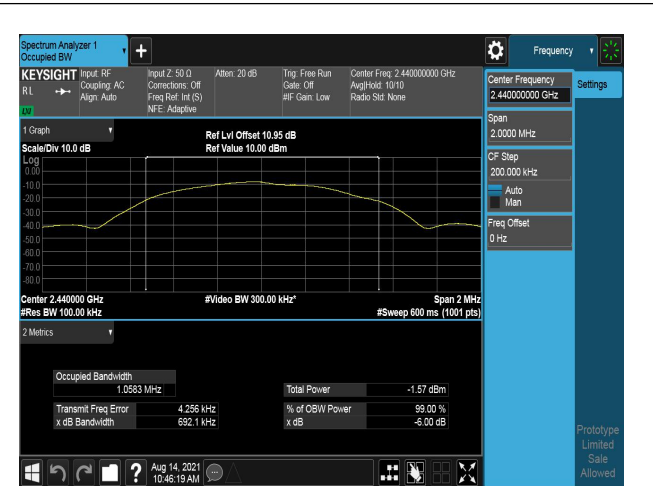 Spectrum Analyzer 1
Occupied BW
Frequency
KEYSIGHT
RL
Input: RF
Coupling: AC
Align: Auto
Input Z: 50 Ω
Corrections: Off
Freq Ref: Int (S)
NFE: Adaptive
Atten: 20 dB
Trig: Free Run
Gate: Off
#IF Gain: Low
Center Freq: 2.440000000 GHz
Avg|Hold: 10/10
Radio Std: None
Center Frequency
2.440000000 GHz
Settings
Span
2.0000 MHz
CF Step
200.000 kHz
Auto
Man
Freq Offset
0 Hz
1 Graph
Scale/Div 10.0 dB
Ref Lvl Offset 10.95 dB
Ref Value 10.00 dBm
Log
0.00
-10.0
-20.0
-30.0
-40.0
-50.0
-60.0
-70.0
-80.0
Center 2.440000 GHz
#Video BW 300.00 kHz*
Span 2 MHz
#Res BW 100.00 kHz
#Sweep 600 ms (1001 pts)
2 Metrics
Occupied Bandwidth
1.0583 MHz
Total Power -1.57 dBm
Transmit Freq Error 4.256 kHz
% of OBW Power 99.00 %
x dB Bandwidth 692.1 kHz
x dB -6.00 dB
Prototype
Limited
Sale
Allowed
Aug 14, 2021
10:46:19 AM